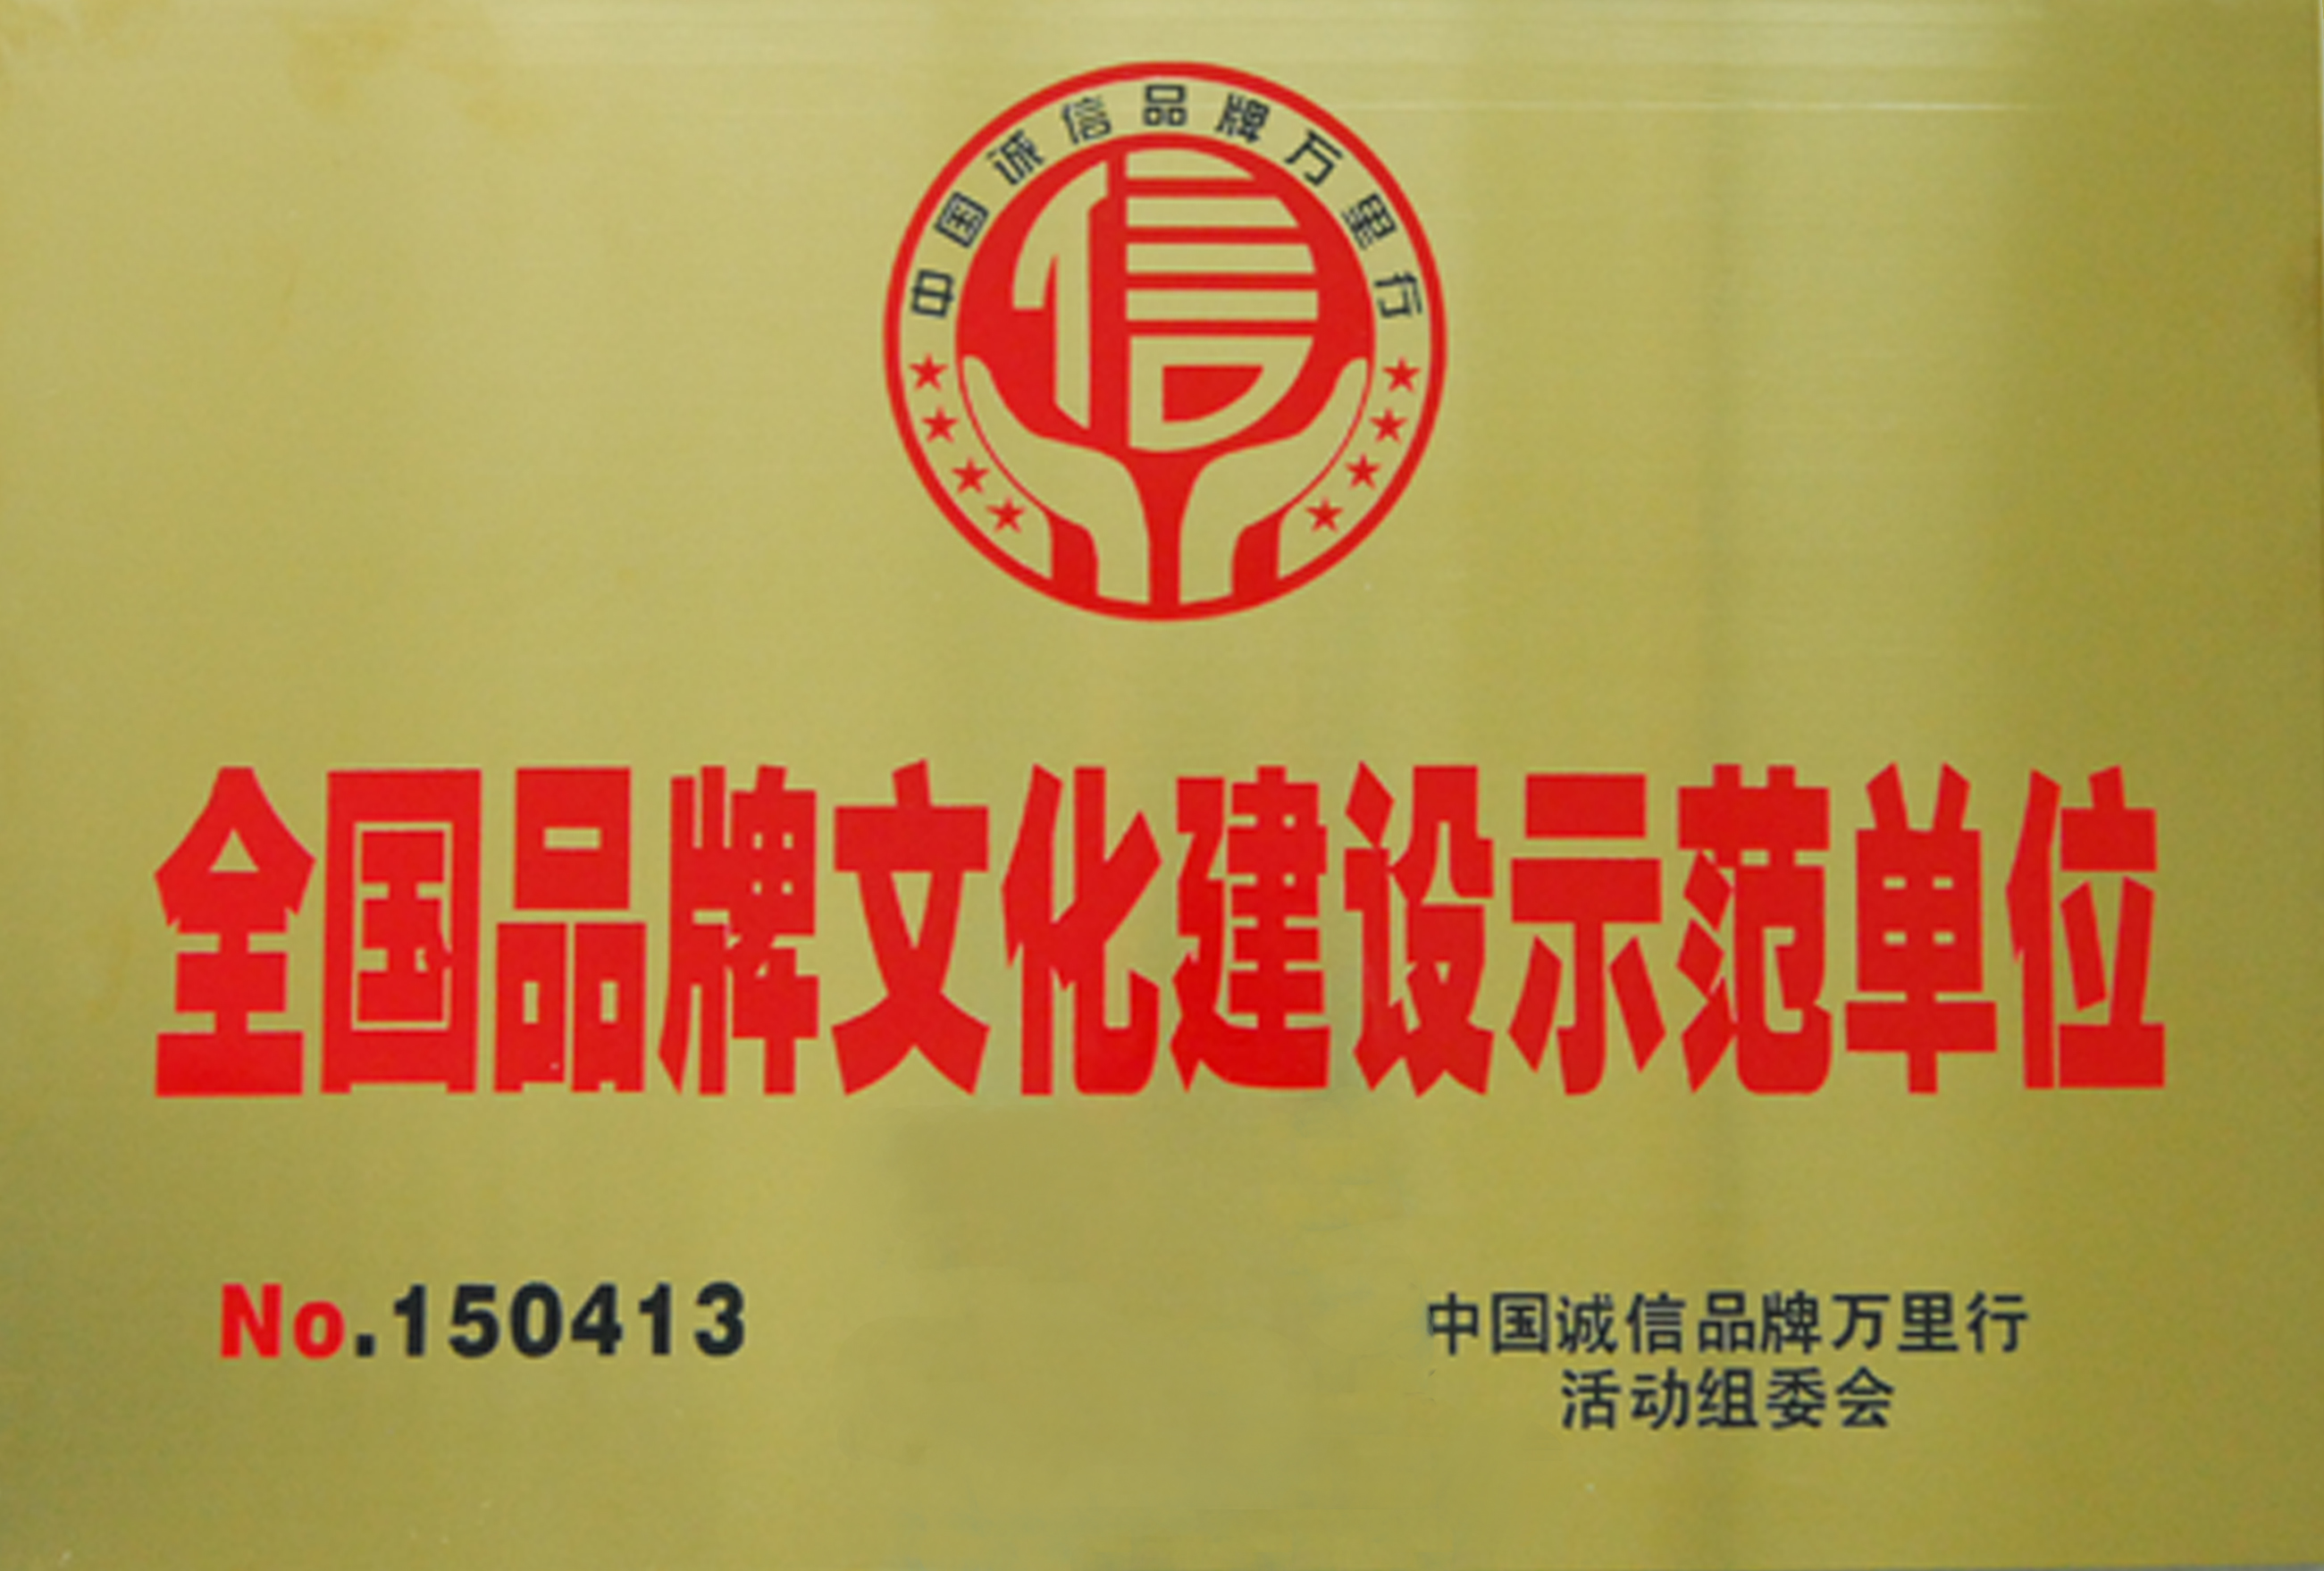 中国诚信品牌万里行
信
全国品牌文化建设示范单位
No.150413
中国诚信品牌万里行
活动组委会